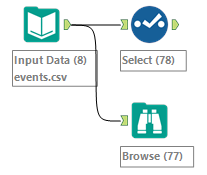 Input Data (8)
events.csv
Select (78)
Browse (77)